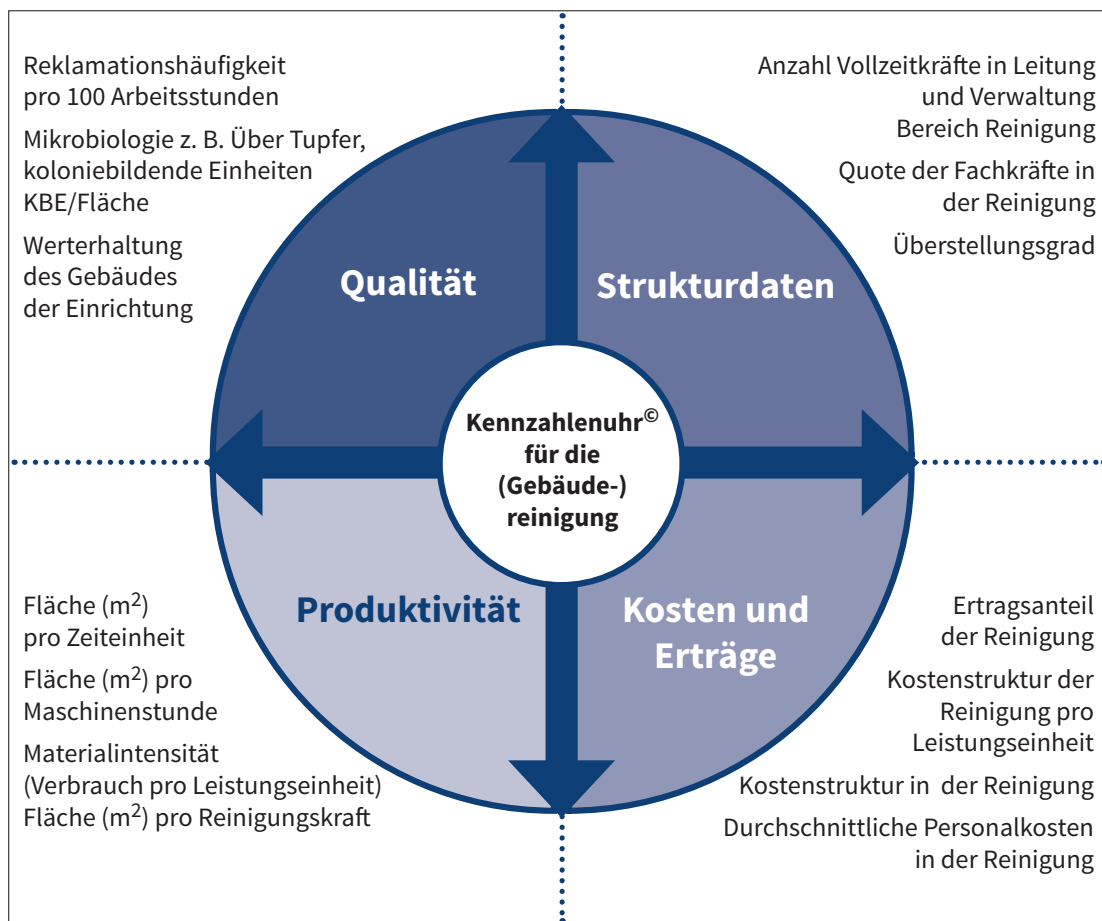 Reklamationshäufigkeit
pro 100 Arbeitsstunden
Mikrobiologie z. B. Über Tupfer,
koloniebildende Einheiten
KBE/Fläche
Werterhaltung
des Gebäudes
der Einrichtung
Anzahl Vollzeitkräfte in Leitung
und Verwaltung
Bereich Reinigung
Quote der Fachkräfte in
der Reinigung
Überstellungsgrad
Qualität
Strukturdaten
Kennzahlenuhr©
für die
(Gebäude-)
reinigung
Produktivität
Kosten und
Erträge
Fläche (m²)
pro Zeiteinheit
Fläche (m²) pro
Maschinenstunde
Materialintensität
(Verbrauch pro Leistungseinheit)
Fläche (m²) pro Reinigungskraft
Ertragsanteil
der Reinigung
Kostenstruktur der
Reinigung pro
Leistungseinheit
Kostenstruktur in der Reinigung
Durchschnittliche Personalkosten
in der Reinigung